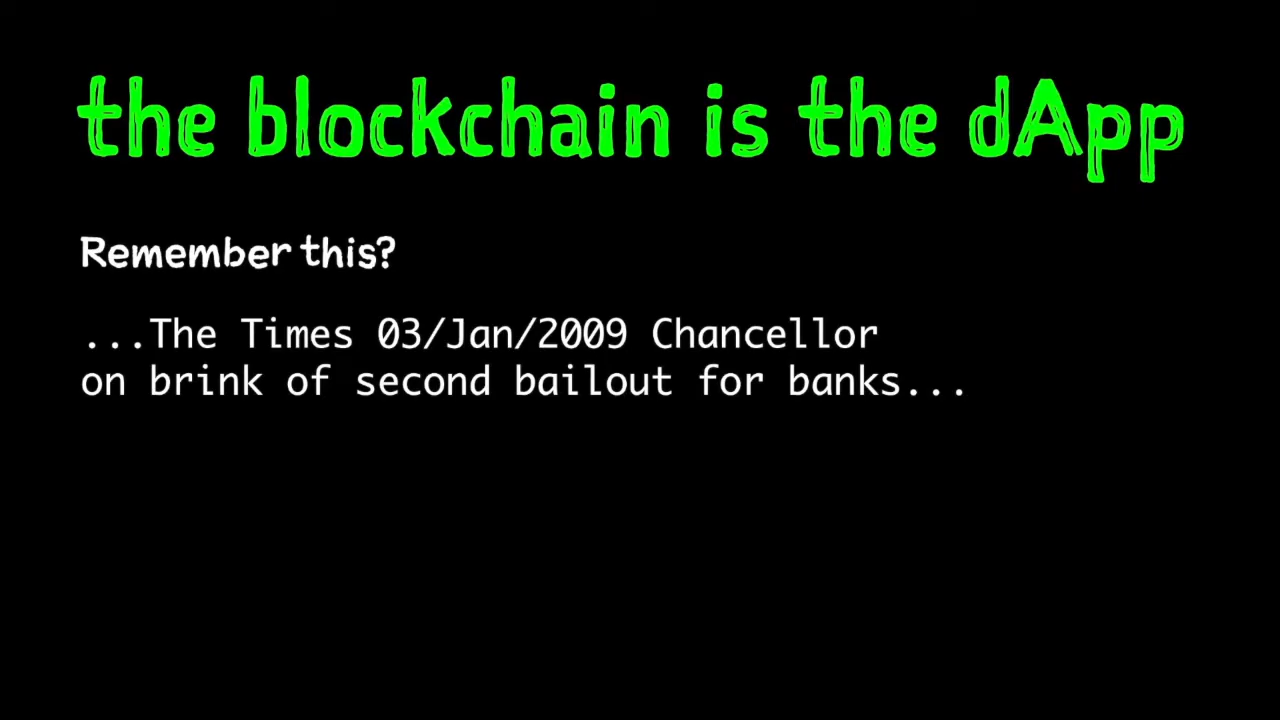 the blockchain is the dApp
Remember this?
...The Times 03/Jan/2009 Chancellor
on brink of second bailout for banks...